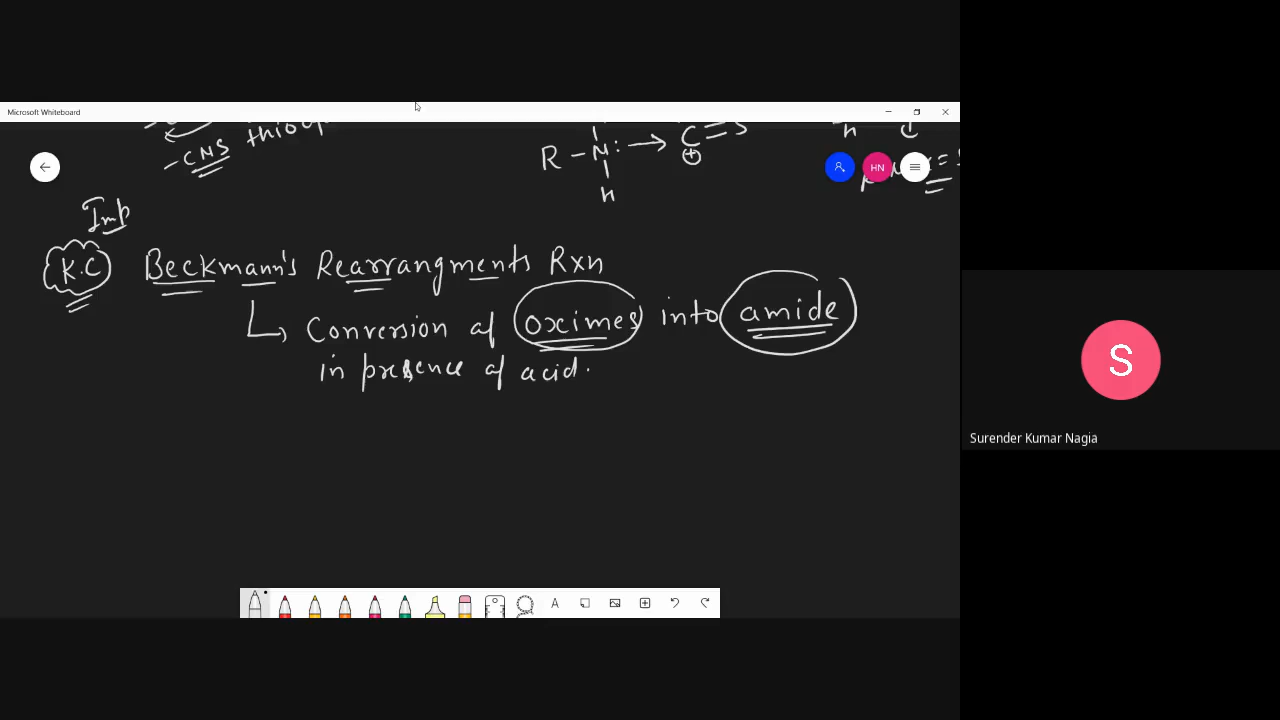 Microsoft Whiteboard
-CNS
R-N:→C=S
⊕
H
HN
Imp
K.C Beckmann's Rearrangments Rxn
↳ Conversion of oximes into amide
in presence of acid.
S
Surender Kumar Nagia
A